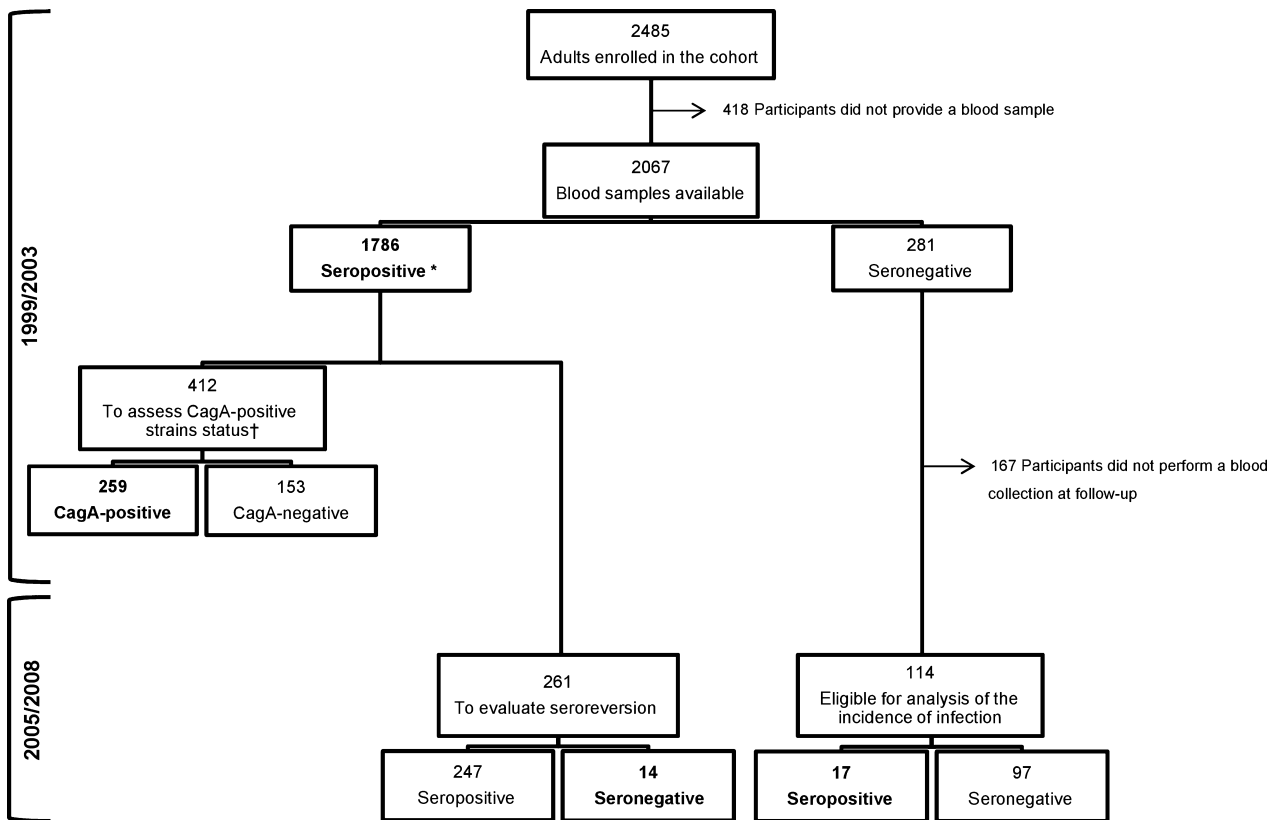 2485
Adults enrolled in the cohort
418 Participants did not provide a blood sample
2067
Blood samples available
1786
Seropositive *
281
Seronegative
1999/2003
412
To assess CagA-positive
strains status†
259
CagA-positive
153
CagA-negative
167 Participants did not perform a blood
collection at follow-up
2005/2008
261
To evaluate seroreversion
114
Eligible for analysis of the
incidence of infection
247
Seropositive
14
Seronegative
17
Seropositive
97
Seronegative